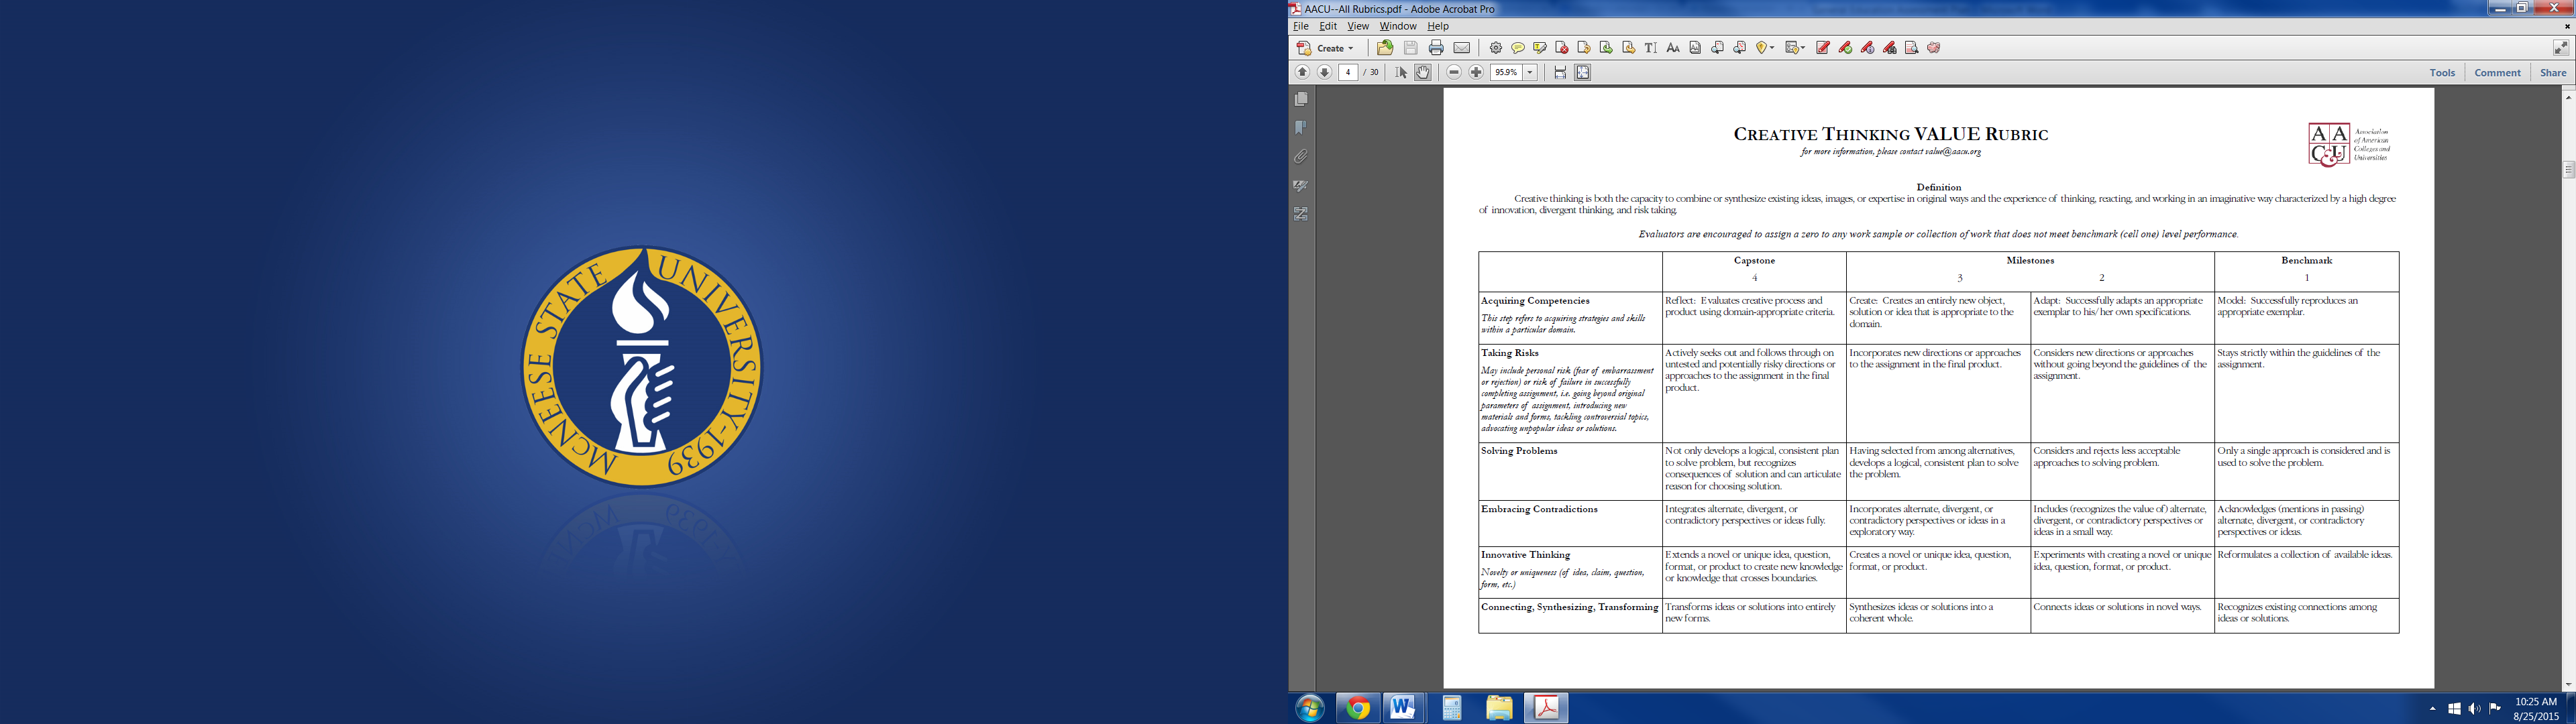 MCNEESE STATE UNIVERSITY-1939
AACU--All Rubrics.pdf - Adobe Acrobat Pro
File Edit View Window Help
Create
4 / 30 95.9% Tools Comment Share
CREATIVE THINKING VALUE RUBRIC
for more information, please contact value@aacu.org
AAC&U
Association
of American
Colleges and
Universities
Definition
Creative thinking is both the capacity to combine or synthesize existing ideas, images, or expertise in original ways and the experience of thinking, reacting, and working in an imaginative way characterized by a high degree
of innovation, divergent thinking, and risk taking.
Evaluators are encouraged to assign a zero to any work sample or collection of work that does not meet benchmark (cell one) level performance.
Capstone
4
Milestones
3 2
Benchmark
1
Acquiring Competencies
This step refers to acquiring strategies and skills
within a particular domain.
Reflect: Evaluates creative process and
product using domain-appropriate criteria.
Create: Creates an entirely new object,
solution or idea that is appropriate to the
domain.
Adapt: Successfully adapts an appropriate
exemplar to his/her own specifications.
Model: Successfully reproduces an
appropriate exemplar.
Taking Risks
May include personal risk (fear of embarrassment
or rejection) or risk of failure in successfully
completing assignment, i.e. going beyond original
parameters of assignment, introducing new
materials and forms, tackling controversial topics,
advocating unpopular ideas or solutions.
Actively seeks out and follows through on
untested and potentially risky directions or
approaches to the assignment in the final
product.
Incorporates new directions or approaches
to the assignment in the final product.
Considers new directions or approaches
without going beyond the guidelines of the
assignment.
Stays strictly within the guidelines of the
assignment.
Solving Problems
Not only develops a logical, consistent plan
to solve problem, but recognizes
consequences of solution and can articulate
reason for choosing solution.
Having selected from among alternatives,
develops a logical, consistent plan to solve
the problem.
Considers and rejects less acceptable
approaches to solving problem.
Only a single approach is considered and is
used to solve the problem.
Embracing Contradictions
Integrates alternate, divergent, or
contradictory perspectives or ideas fully.
Incorporates alternate, divergent, or
contradictory perspectives or ideas in a
exploratory way.
Includes (recognizes the value of) alternate,
divergent, or contradictory perspectives or
ideas in a small way.
Acknowledges (mentions in passing)
alternate, divergent, or contradictory
perspectives or ideas.
Innovative Thinking
Novelty or uniqueness (of idea, claim, question,
form, etc.)
Extends a novel or unique idea, question,
format, or product to create new knowledge
or knowledge that crosses boundaries.
Creates a novel or unique idea, question,
format, or product.
Experiments with creating a novel or unique
idea, question, format, or product.
Reformulates a collection of available ideas.
Connecting, Synthesizing, Transforming
Transforms ideas or solutions into entirely
new forms.
Synthesizes ideas or solutions into a
coherent whole.
Connects ideas or solutions in novel ways.
Recognizes existing connections among
ideas or solutions.
10:25 AM
8/25/2015